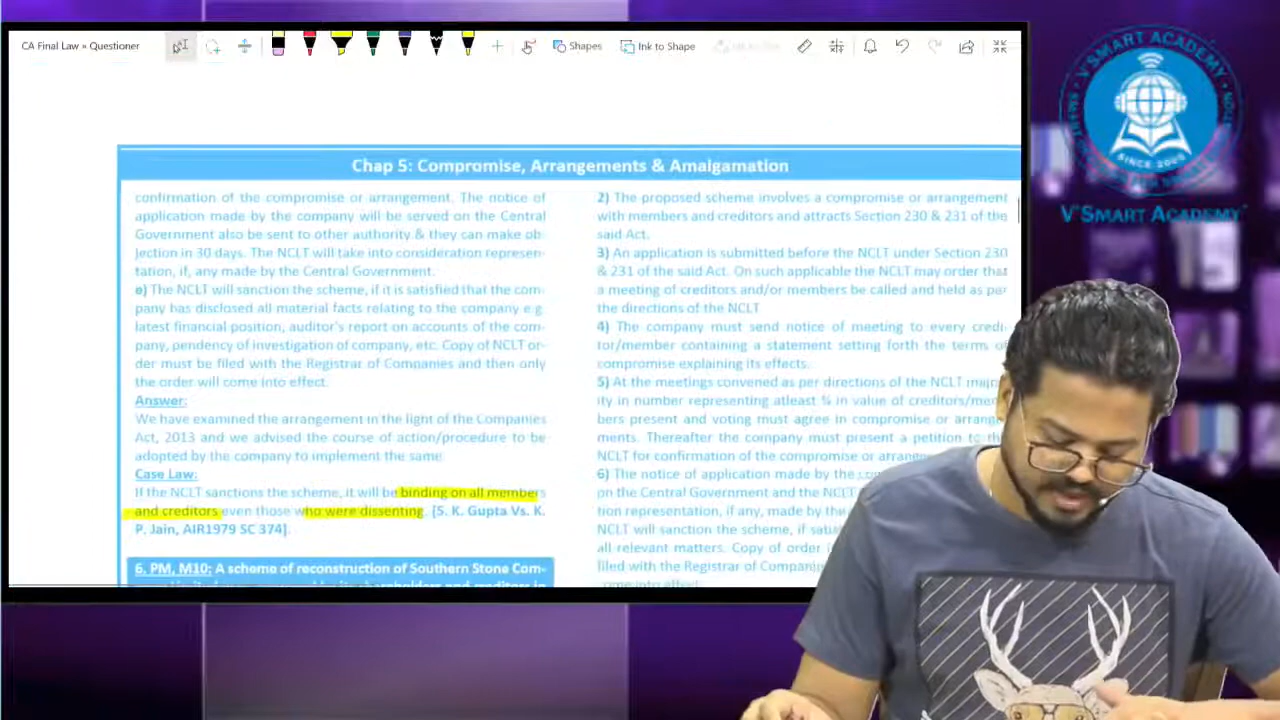 CA Final Law » Questioner
Shapes
Ink to Shape
Chap 5: Compromise, Arrangements & Amalgamation
confirmation of the compromise or arrangement. The notice of
application made by the company will be served on the Central
Government also be sent to other authority & they can make ob-
jection in 30 days. The NCLT will take into consideration represen-
tation, if, any made by the Central Government.
e) The NCLT will sanction the scheme, if it is satisfied that the com-
pany has disclosed all material facts relating to the company e.g.
latest financial position, auditor's report on accounts of the com-
pany, pendency of investigation of company, etc. Copy of NCLT or-
der must be filed with the Registrar of Companies and then only
the order will come into effect.
Answer:
We have examined the arrangement in the light of the Companies
Act, 2013 and we advised the course of action/procedure to be
adopted by the company to implement the same.
Case Law:
If the NCLT sanctions the scheme, it will be binding on all members
and creditors even those who were dissenting. [S. K. Gupta Vs. K.
P. Jain, AIR1979 SC 374].
6. PM, M10: A scheme of reconstruction of Southern Stone Com-
2) The proposed scheme involves a compromise or arrangement
with members and creditors and attracts Section 230 & 231 of the
said Act.
3) An application is submitted before the NCLT under Section 230
& 231 of the said Act. On such applicable the NCLT may order that
a meeting of creditors and/or members be called and held as per
the directions of the NCLT
4) The company must send notice of meeting to every credi-
tor/member containing a statement setting forth the terms of
compromise explaining its effects.
5) At the meetings convened as per directions of the NCLT major-
ity in number representing atleast ¾ in value of creditors/mem-
bers present and voting must agree in compromise or arrange-
ments. Thereafter the company must present a petition to the
NCLT for confirmation of the compromise or
6) The notice of application made by the
on the Central Government and the
tion representation, if any, made by
NCLT will sanction the scheme, if
all relevant matters. Copy of order
filed with the Registrar of
come into effect.
V'SMART ACADEMY
SINCE 2000
V'SMART ACADEMY